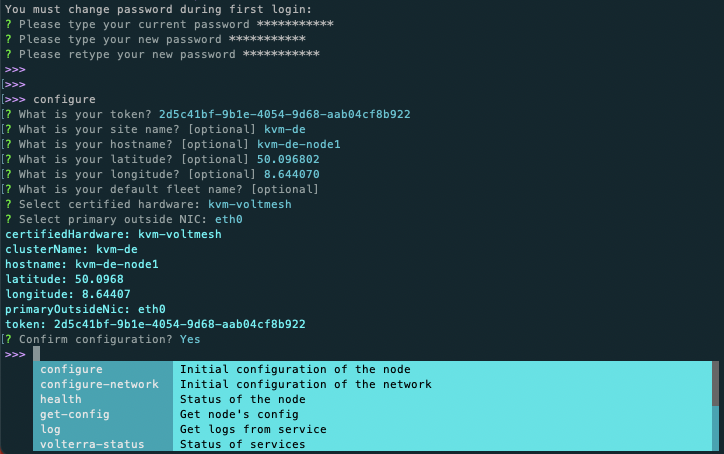 You must change password during first login:
? Please type your current password ***********
? Please type your new password ***********
? Please retype your new password ***********
>>>
[>>>
[>>> configure
[? What is your token? 2d5c41bf-9b1e-4054-9d68-aab04cf8b922
[? What is your site name? [optional] kvm-de
[? What is your hostname? [optional] kvm-de-node1
[? What is your latitude? [optional] 50.096802
[? What is your longitude? [optional] 8.644070
[? What is your default fleet name? [optional]
? Select certified hardware: kvm-voltmesh
? Select primary outside NIC: eth0
certifiedHardware: kvm-voltmesh
clusterName: kvm-de
hostname: kvm-de-node1
latitude: 50.0968
longitude: 8.64407
primaryOutsideNic: eth0
token: 2d5c41bf-9b1e-4054-9d68-aab04cf8b922
[? Confirm configuration? Yes
>>>
configure Initial configuration of the node
configure-network Initial configuration of the network
health Status of the node
get-config Get node's config
log Get logs from service
volterra-status Status of services